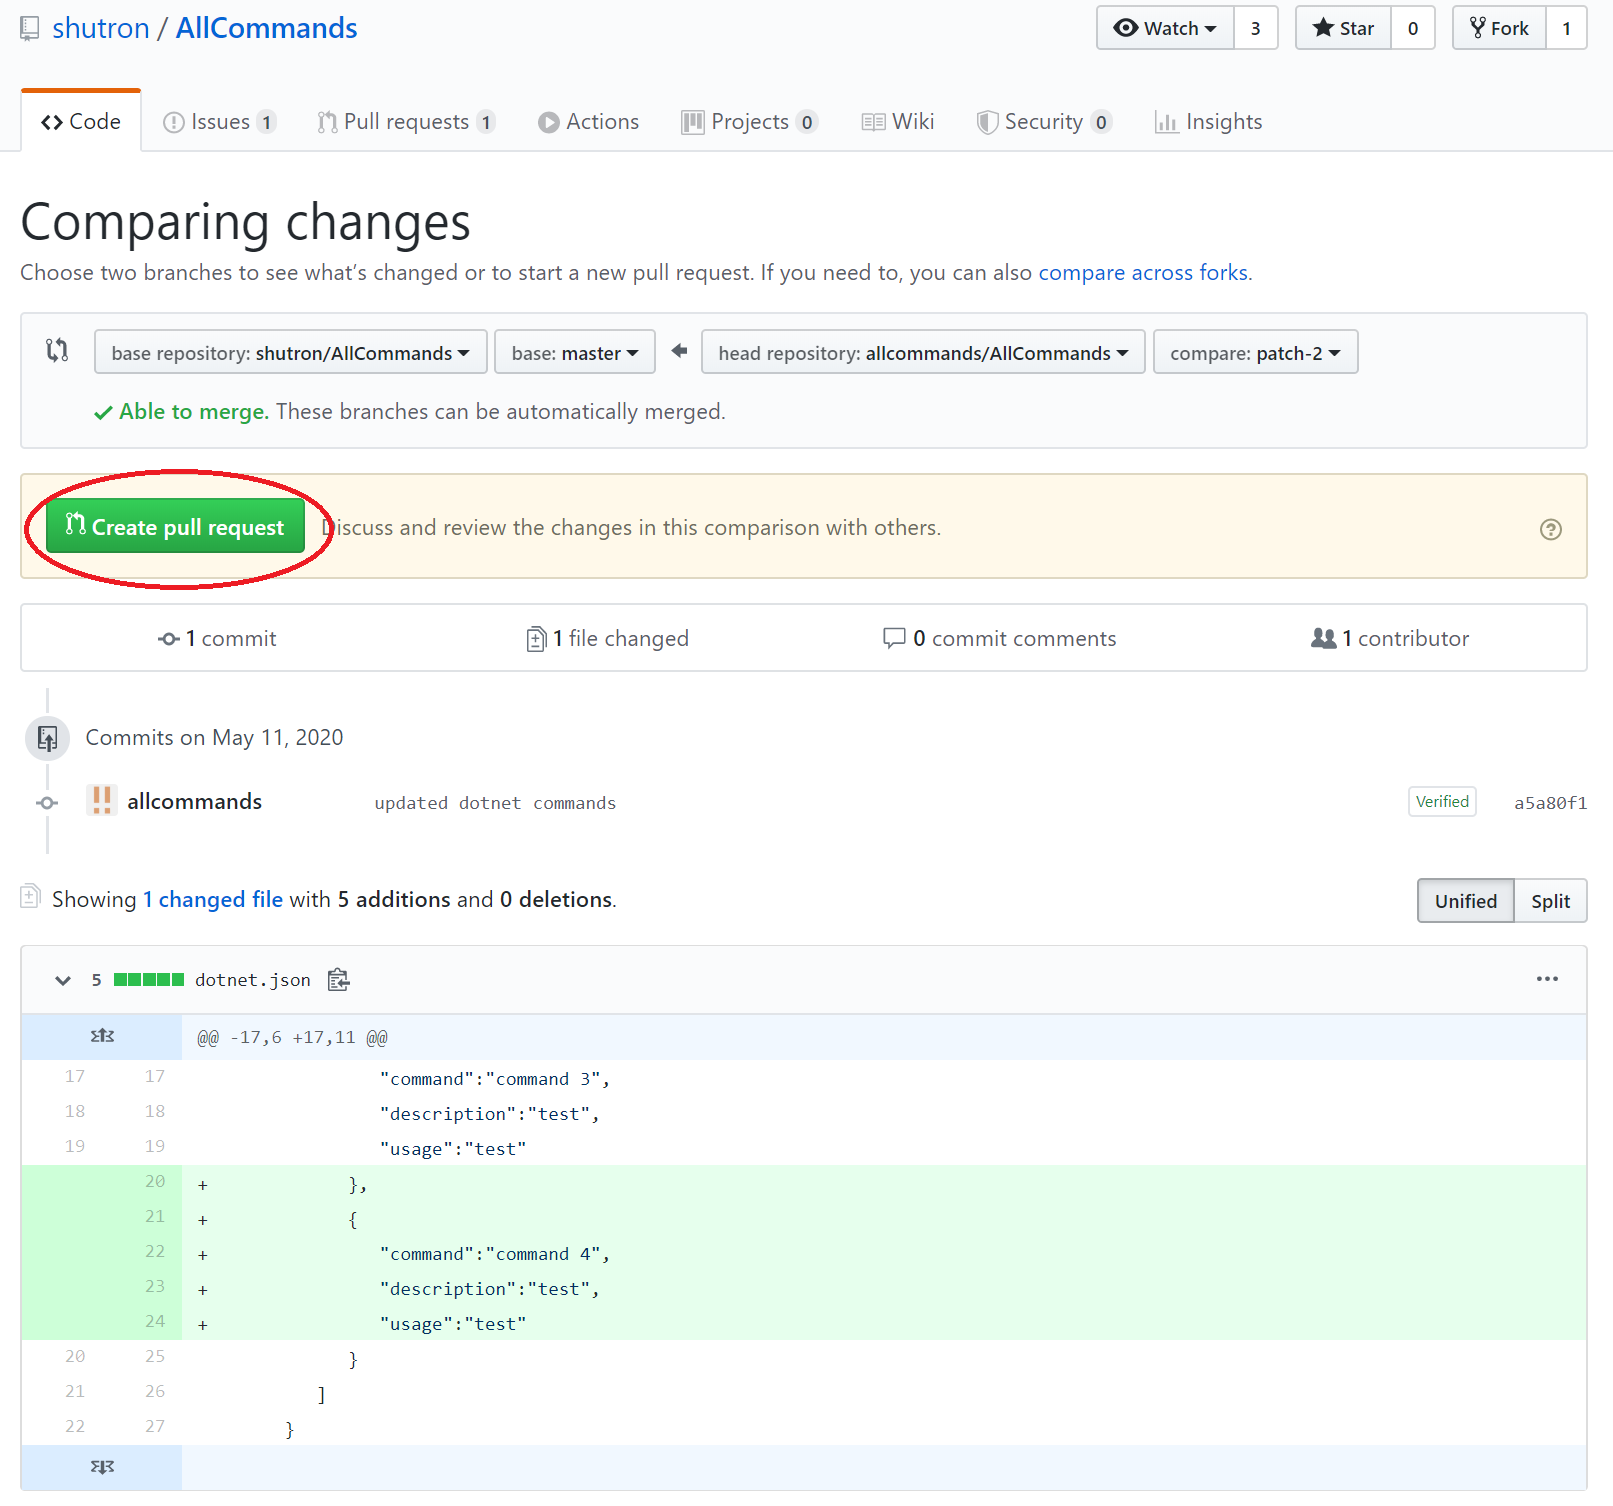 shutron / AllCommands
Watch 3 Star 0 Fork 1
Code Issues 1 Pull requests 1 Actions Projects 0 Wiki Security 0 Insights
Comparing changes
Choose two branches to see what's changed or to start a new pull request. If you need to, you can also compare across forks.
base repository: shutron/AllCommands base: master head repository: allcommands/AllCommands compare: patch-2
Able to merge. These branches can be automatically merged.
Create pull request Discuss and review the changes in this comparison with others.
1 commit 1 file changed 0 commit comments 1 contributor
Commits on May 11, 2020
allcommands updated dotnet commands Verified a5a80f1
Showing 1 changed file with 5 additions and 0 deletions.
Unified Split
5 dotnet.json
@@ -17,6 +17,11 @@
17 17 "command":"command 3",
18 18 "description":"test",
19 19 "usage":"test"
20 + },
21 + {
22 + "command":"command 4",
23 + "description":"test",
24 + "usage":"test"
20 25 }
21 26 ]
22 27 }